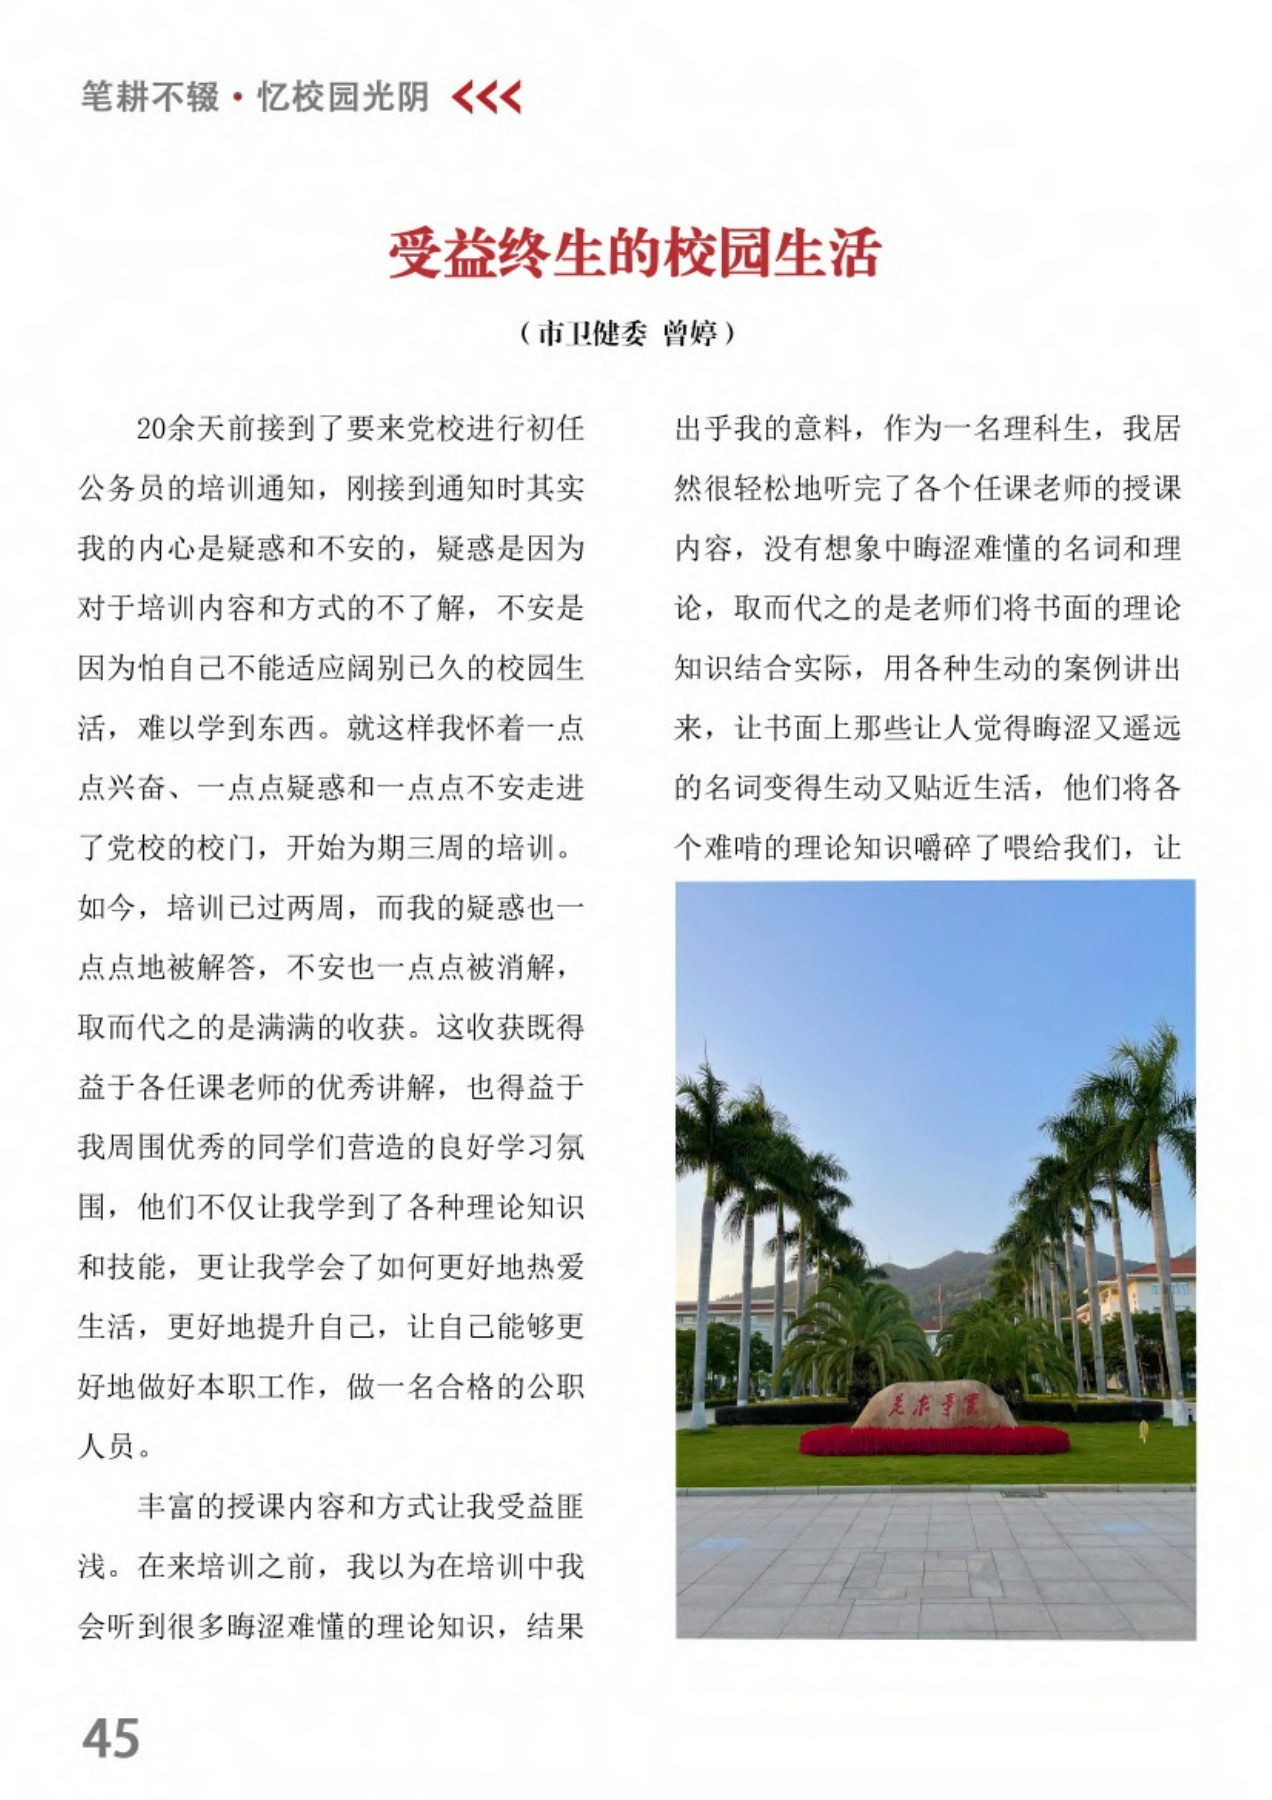 笔耕不辍·忆校园光阴
受益终生的校园生活
（市卫健委 曾婷）
20余天前接到了要来党校进行初任
公务员的培训通知，刚接到通知时其实
我的内心是疑惑和不安的，疑惑是因为
对于培训内容和方式的不了解，不安是
因为怕自己不能适应阔别已久的校园生
活，难以学到东西。就这样我怀着一点
点兴奋、一点点疑惑和一点点不安走进
了党校的校门，开始为期三周的培训。
如今，培训已过两周，而我的疑惑也一
点点地被解答，不安也一点点被消解，
取而代之的是满满的收获。这收获既得
益于各任课老师的优秀讲解，也得益于
我周围优秀的同学们营造的良好学习氛
围，他们不仅让我学到了各种理论知识
和技能，更让我学会了如何更好地热爱
生活，更好地提升自己，让自己能够更
好地做好本职工作，做一名合格的公职
人员。
丰富的授课内容和方式让我受益匪
浅。在来培训之前，我以为在培训中我
会听到很多晦涩难懂的理论知识，结果
出乎我的意料，作为一名理科生，我居
然很轻松地听完了各个任课老师的授课
内容，没有想象中晦涩难懂的名词和理
论，取而代之的是老师们将书面的理论
知识结合实际，用各种生动的案例讲出
来，让书面上那些让人觉得晦涩又遥远
的名词变得生动又贴近生活，他们将各
个难啃的理论知识嚼碎了喂给我们，让
是求事實
45